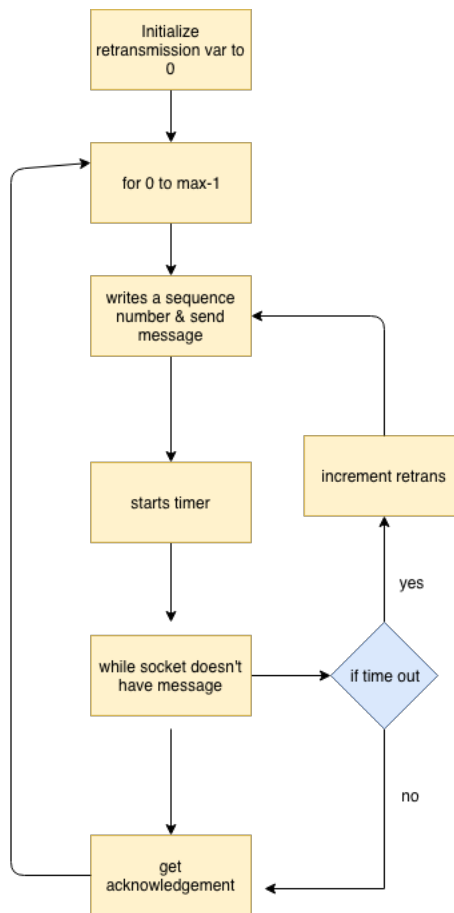 Initialize
retransmission var to
0
for 0 to max-1
writes a sequence
number & send
message
starts timer
increment retrans
yes
while socket doesn't
have message
if time out
no
get
acknowledgement